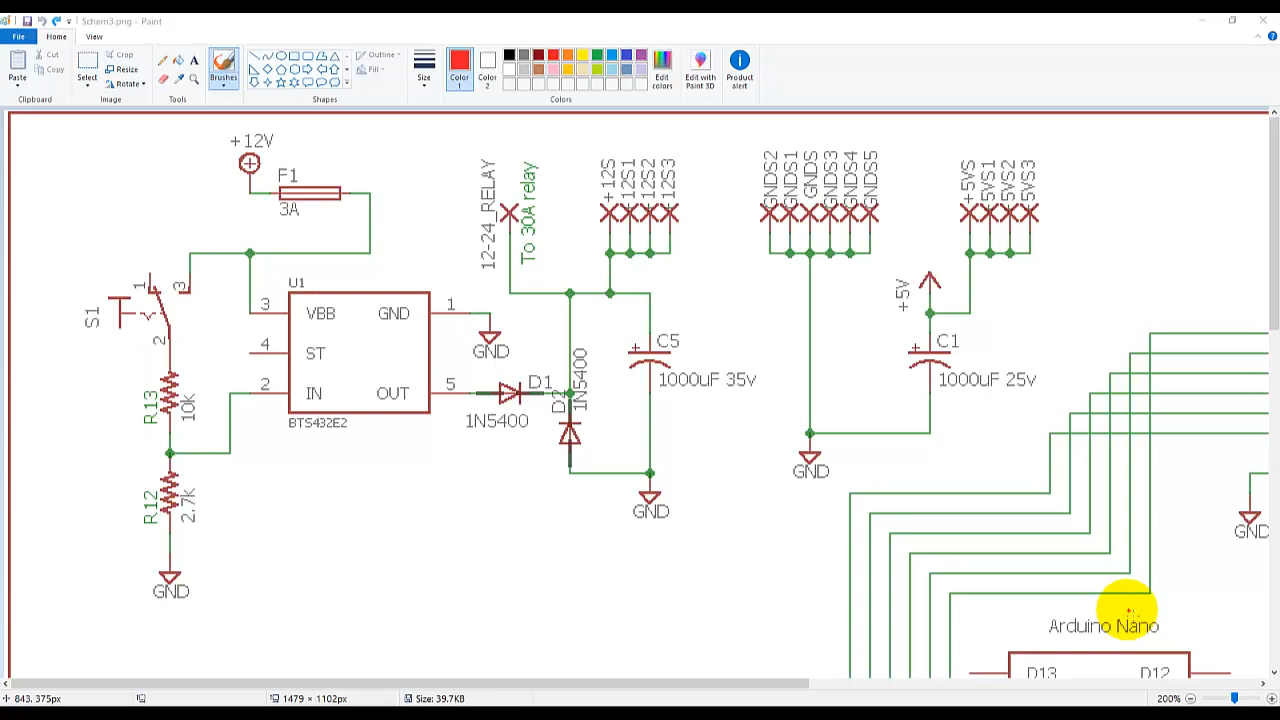 Schem3.png - Paint
File Home View
Paste
Cut
Copy
Clipboard
Select
Crop
Resize
Rotate
Image
A
Tools
Brushes
Outline
Fill
Shapes
Size
Color
1
Color
2
Edit
colors
Colors
Edit with
Paint 3D
Product
alert
+12V
F1
3A
S1
1
3
2
R13
10k
R12
2.7k
GND
U1
3 VBB GND 1
4 ST
2 IN OUT 5
BTS432E2
GND
12-24_RELAY
To 30A relay
+12S
12S1
12S2
12S3
D1
1N5400
D2
1N5400
+
C5
1000uF 35V
GND
GNDS2
GNDS1
GNDS
GNDS3
GNDS4
GNDS5
+5VS
5VS1
5VS2
5VS3
+5V
+
C1
1000uF 25V
GND
GND
Arduino Nano
D13 D12
843, 375px
1479 × 1102px
Size: 39.7KB
200%